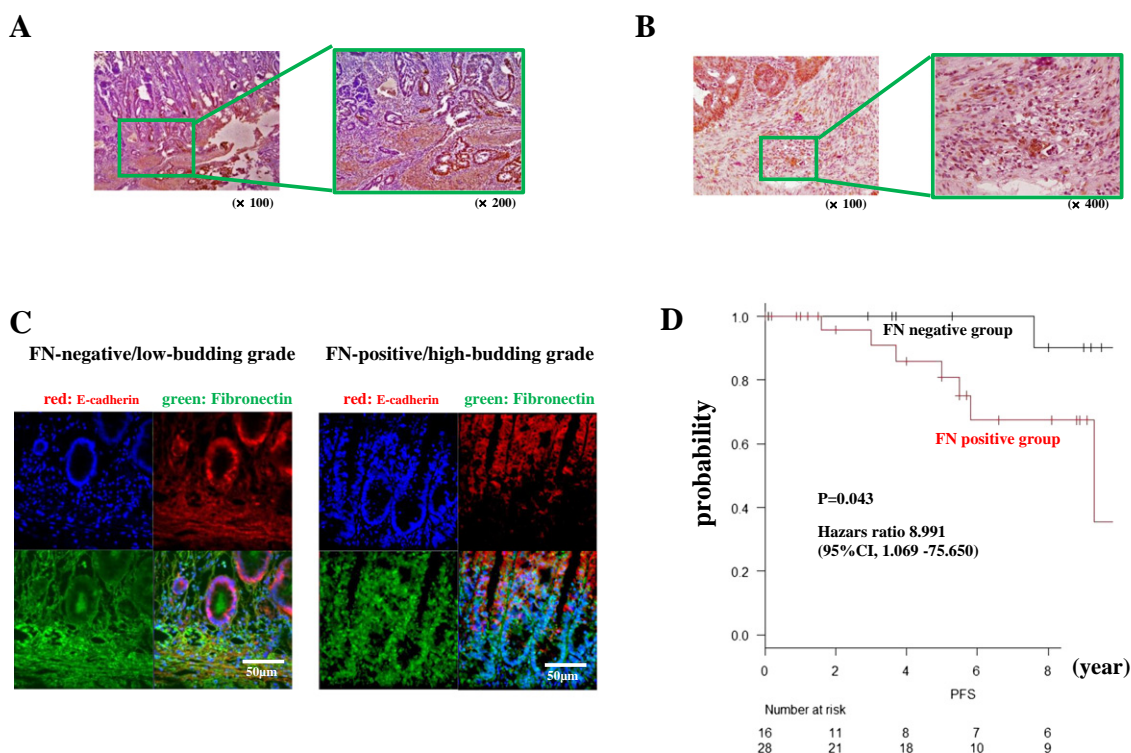 A
(× 100)
(× 200)
B
(× 100)
(× 400)
C
FN-negative/low-budding grade
FN-positive/high-budding grade
red: E-cadherin
green: Fibronectin
red: E-cadherin
green: Fibronectin
50μm
50μm
D
probability
1.0
0.8
0.6
0.4
0.2
0.0
FN negative group
FN positive group
P=0.043
Hazars ratio 8.991
(95%CI, 1.069 -75.650)
0 2 4 6 8 (year)
PFS
Number at risk
16 11 8 7 6
28 21 18 10 9